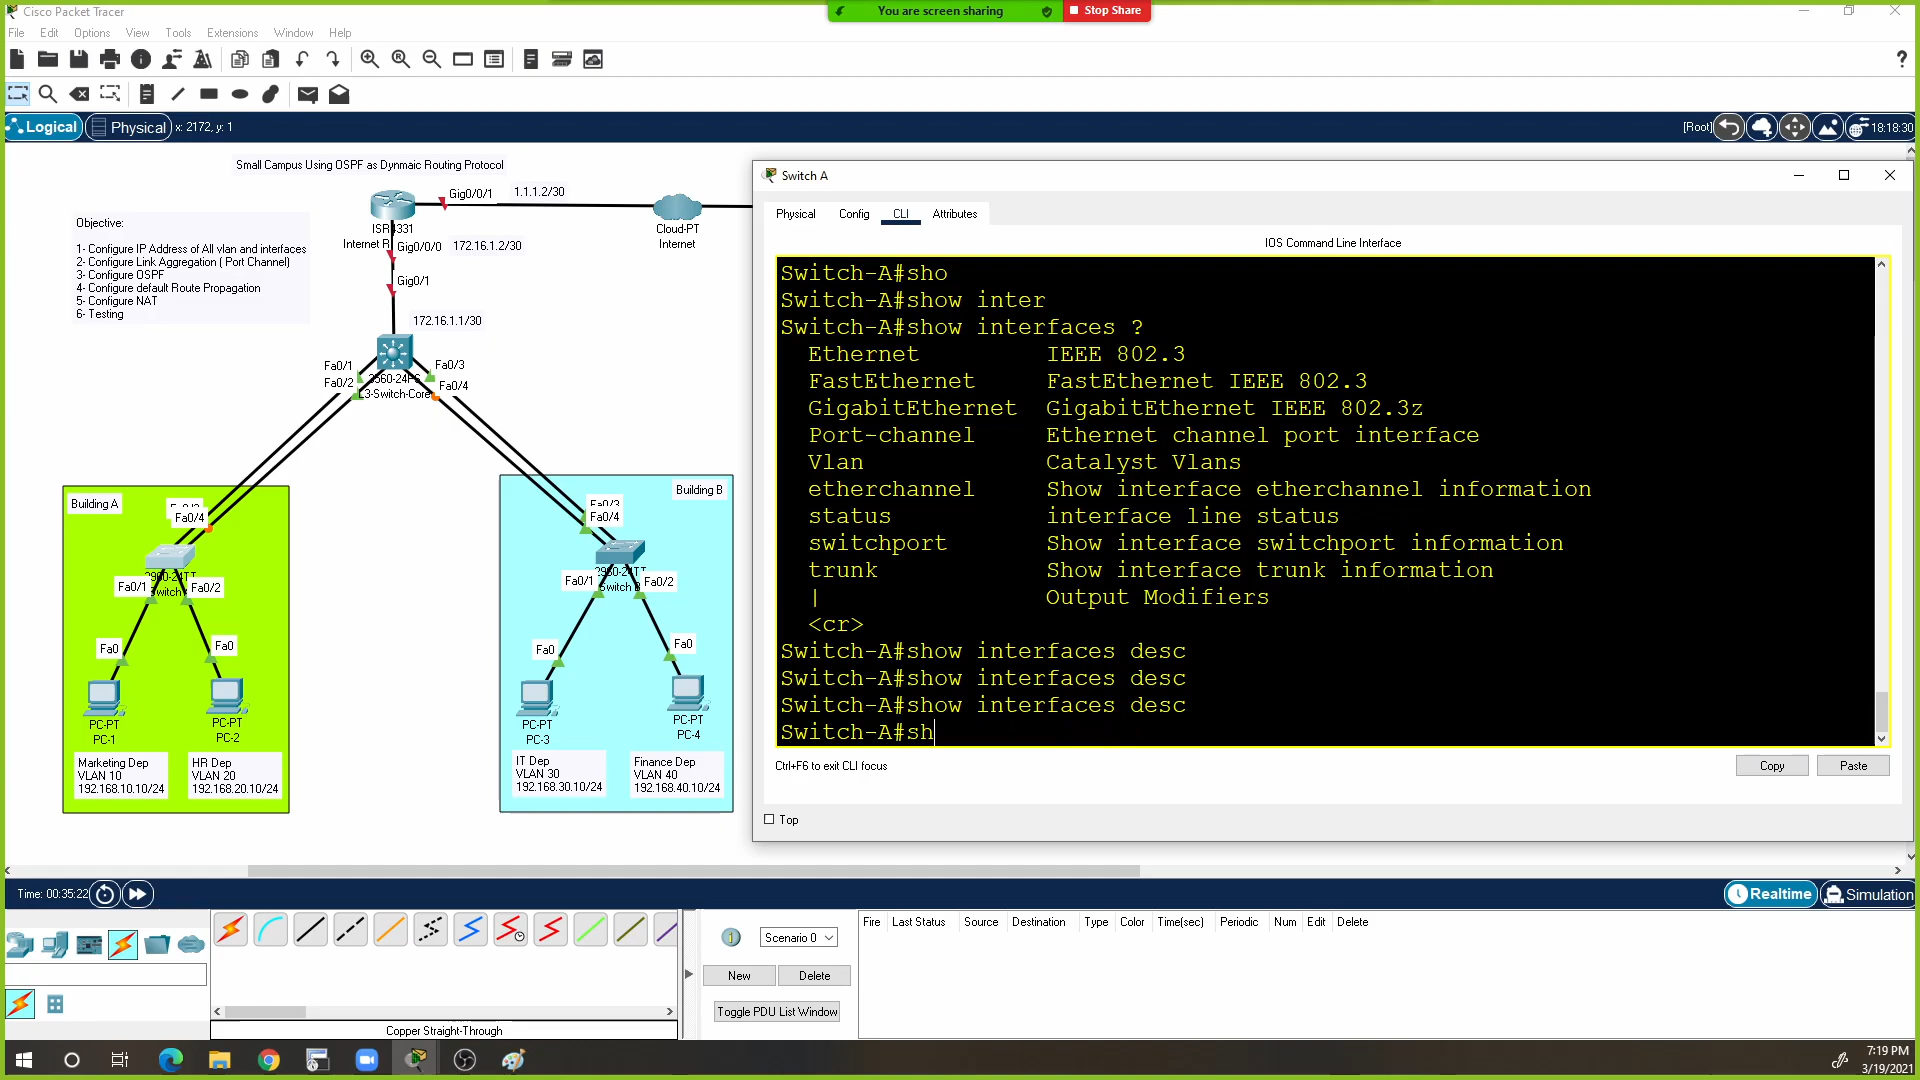 Cisco Packet Tracer
You are screen sharing
Stop Share
File Edit Options View Tools Extensions Window Help
Logical
Physical
x: 2172, y: 1
[Root]
18:18:30
Small Campus Using OSPF as Dynmaic Routing Protocol
Objective:
1- Configure IP Address of All vlan and interfaces
2- Configure Link Aggregation ( Port Channel)
3- Configure OSPF
4- Configure default Route Propagation
5- Configure NAT
6- Testing
Gig0/0/1
1.1.1.2/30
ISR4331
Internet R
Gig0/0/0
172.16.1.2/30
Cloud-PT
Internet
Gig0/1
172.16.1.1/30
Fa0/1
Fa0/2
Fa0/3
Fa0/4
3560-24PS
L3-Switch-Core
Building A
Fa0/4
Fa0/1
Fa0/2
Fa0
Fa0
PC-PT
PC-1
PC-PT
PC-2
Marketing Dep
VLAN 10
192.168.10.10/24
HR Dep
VLAN 20
192.168.20.10/24
Building B
Fa0/3
Fa0/4
2960-24TT
Switch B
Fa0/1
Fa0/2
Fa0
Fa0
PC-PT
PC-3
PC-PT
PC-4
IT Dep
VLAN 30
192.168.30.10/24
Finance Dep
VLAN 40
192.168.40.10/24
Switch A
Physical Config CLI Attributes
IOS Command Line Interface
Switch-A#sho
Switch-A#show inter
Switch-A#show interfaces ?
Ethernet IEEE 802.3
FastEthernet FastEthernet IEEE 802.3
GigabitEthernet GigabitEthernet IEEE 802.3z
Port-channel Ethernet channel port interface
Vlan Catalyst Vlans
etherchannel Show interface etherchannel information
status interface line status
switchport Show interface switchport information
trunk Show interface trunk information
| Output Modifiers
<cr>
Switch-A#show interfaces desc
Switch-A#show interfaces desc
Switch-A#show interfaces desc
Switch-A#sh
Ctrl+F6 to exit CLI focus
Copy
Paste
Top
Time: 00:35:22
Realtime
Simulation
Scenario 0
New
Delete
Toggle PDU List Window
Fire Last Status Source Destination Type Color Time(sec) Periodic Num Edit Delete
Copper Straight-Through
7:19 PM
3/19/2021